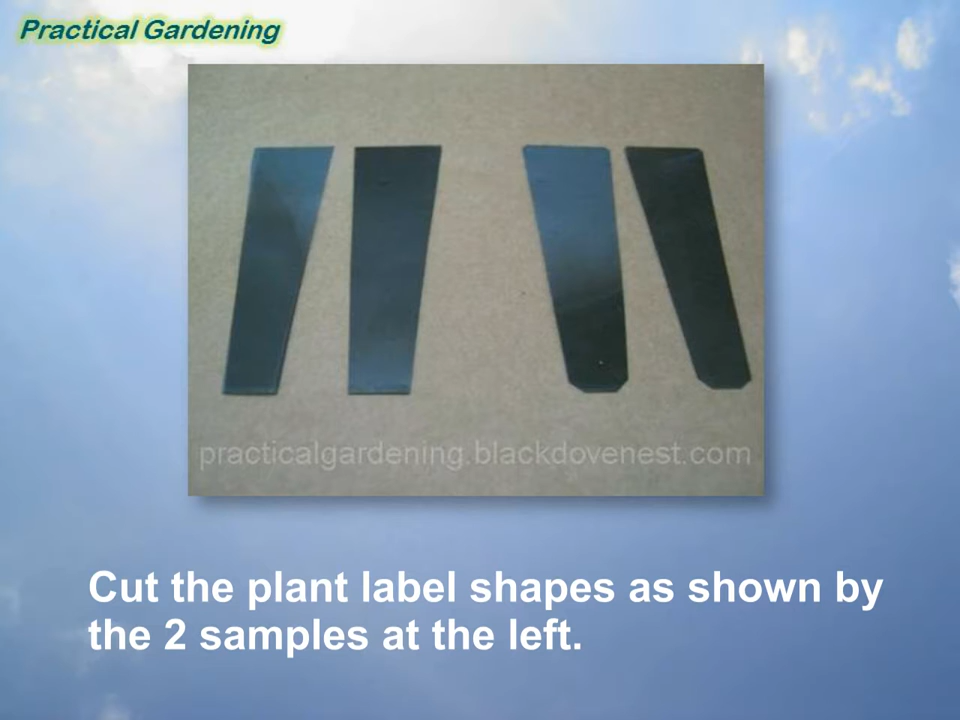 Practical Gardening
practicalgardening.blackdovenest.com
Cut the plant label shapes as shown by
the 2 samples at the left.